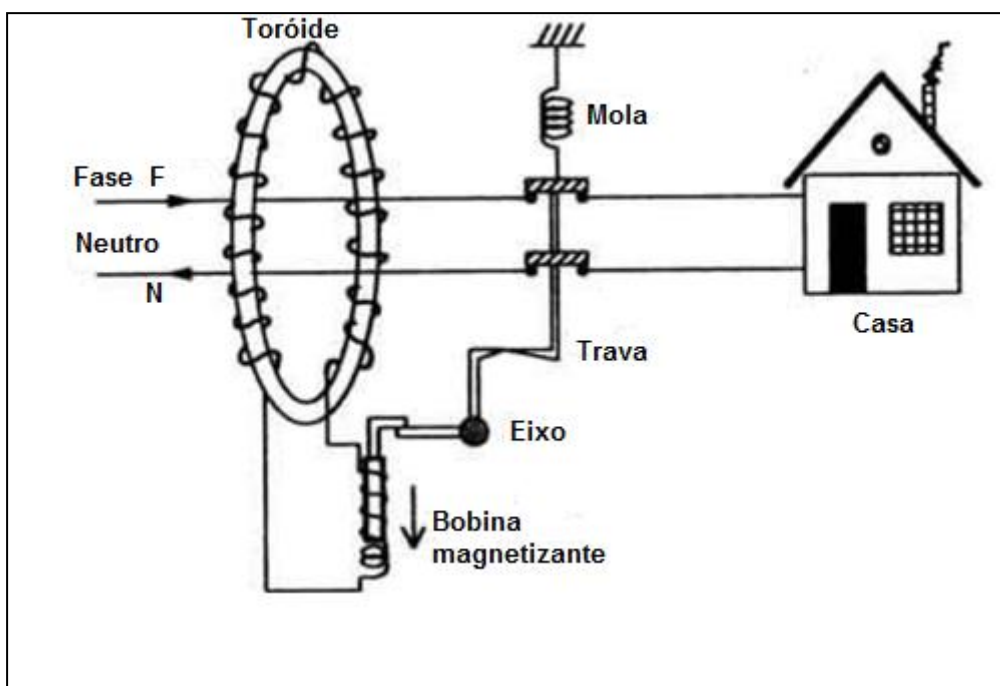 Toróide
Mola
Fase F
Neutro
N
Casa
Trava
Eixo
Bobina
magnetizante